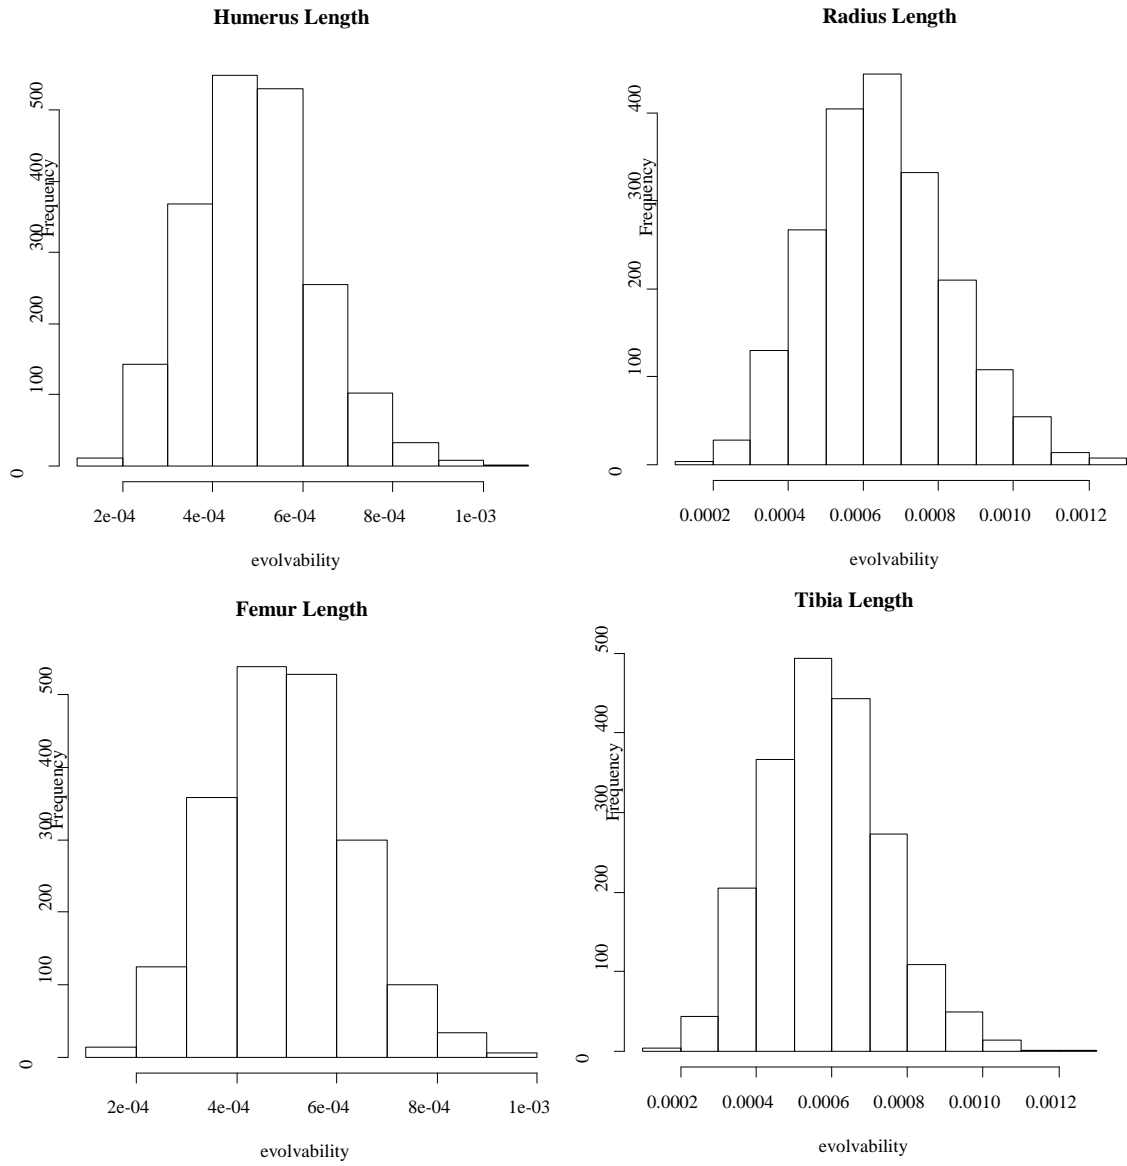 Humerus Length
Frequency
0 100 200 300 400 500
2e-04 4e-04 6e-04 8e-04 1e-03
evolvability
Radius Length
Frequency
0 100 200 300 400
0.0002 0.0004 0.0006 0.0008 0.0010 0.0012
evolvability
Femur Length
Frequency
0 100 200 300 400 500
2e-04 4e-04 6e-04 8e-04 1e-03
evolvability
Tibia Length
Frequency
0 100 200 300 400 500
0.0002 0.0004 0.0006 0.0008 0.0010 0.0012
evolvability